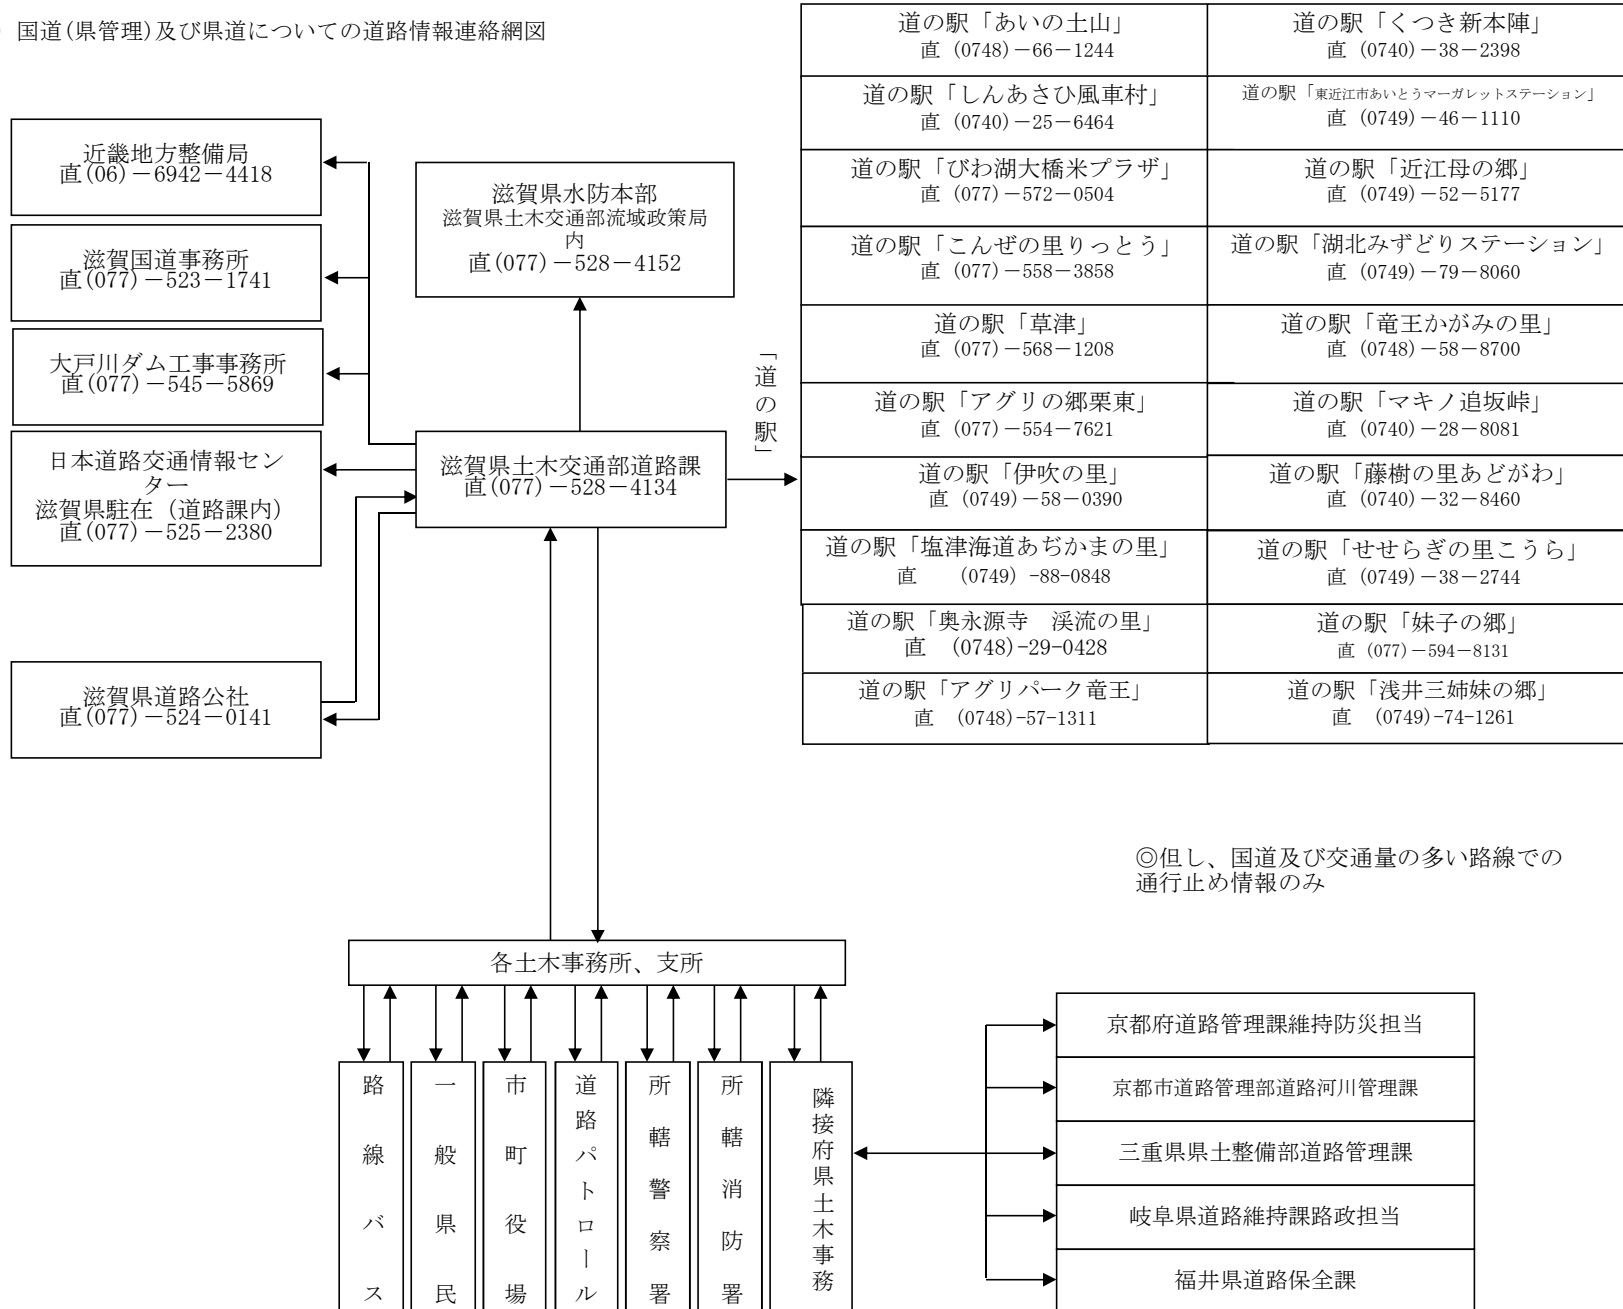 国道(県管理)及び県道についての道路情報連絡網図
近畿地方整備局
直(06)－6942－4418
滋賀国道事務所
直(077)－523－1741
大戸川ダム工事事務所
直(077)－545－5869
日本道路交通情報セン
ター
滋賀県駐在（道路課内）
直(077)－525－2380
滋賀県道路公社
直(077)－524－0141
滋賀県水防本部
滋賀県土木交通部流域政策局
内
直(077)－528－4152
滋賀県土木交通部道路課
直(077)－528－4134
「道の駅」
道の駅「あいの土山」
直 (0748)－66－1244
道の駅「くつき新本陣」
直 (0740)－38－2398
道の駅「しんあさひ風車村」
直 (0740)－25－6464
道の駅「東近江市あいとうマーガレットステーション」
直 (0749)－46－1110
道の駅「びわ湖大橋米プラザ」
直 (077)－572－0504
道の駅「近江母の郷」
直 (0749)－52－5177
道の駅「こんぜの里りっとう」
直 (077)－558－3858
道の駅「湖北みずどりステーション」
直 (0749)－79－8060
道の駅「草津」
直 (077)－568－1208
道の駅「竜王かがみの里」
直 (0748)－58－8700
道の駅「アグリの郷栗東」
直 (077)－554－7621
道の駅「マキノ追坂峠」
直 (0740)－28－8081
道の駅「伊吹の里」
直 (0749)－58－0390
道の駅「藤樹の里あどがわ」
直 (0740)－32－8460
道の駅「塩津海道あぢかまの里」
直　(0749) -88-0848
道の駅「せせらぎの里こうら」
直 (0749)－38－2744
道の駅「奥永源寺　渓流の里」
直　(0748)-29-0428
道の駅「妹子の郷」
直 (077)－594－8131
道の駅「アグリパーク竜王」
直　(0748)-57-1311
道の駅「浅井三姉妹の郷」
直　(0749)-74-1261
◎但し、国道及び交通量の多い路線での
通行止め情報のみ
各土木事務所、支所
路線バス
一般県民
市町役場
道路パトロール
所轄警察署
所轄消防署
隣接府県土木事務
京都府道路管理課維持防災担当
京都市道路管理部道路河川管理課
三重県県土整備部道路管理課
岐阜県道路維持課路政担当
福井県道路保全課